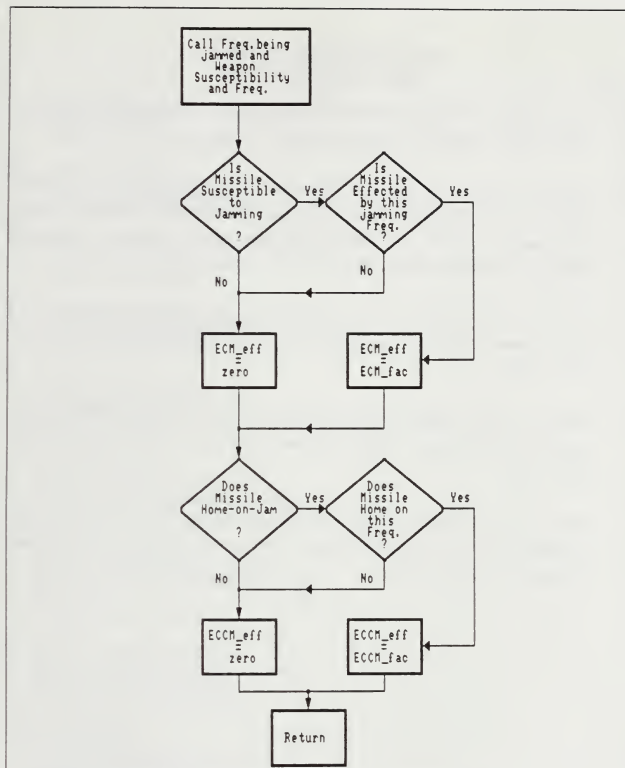 Call Freq.being
Jammed and
Weapon
Susceptibility
and Freq.
Is
Missile
Susceptible
to
Jamming
?
Yes
Is
Missile
Effected
by this
Jamming
Freq.
?
Yes
No
No
ECM_eff
=
zero
ECM_eff
=
ECM_fac
Does
Missile
Home-on-Jam
?
Yes
Does
Missile
Home on
this
Freq.
?
Yes
No
No
ECCM_eff
=
zero
ECCM_eff
=
ECCM_fac
Return